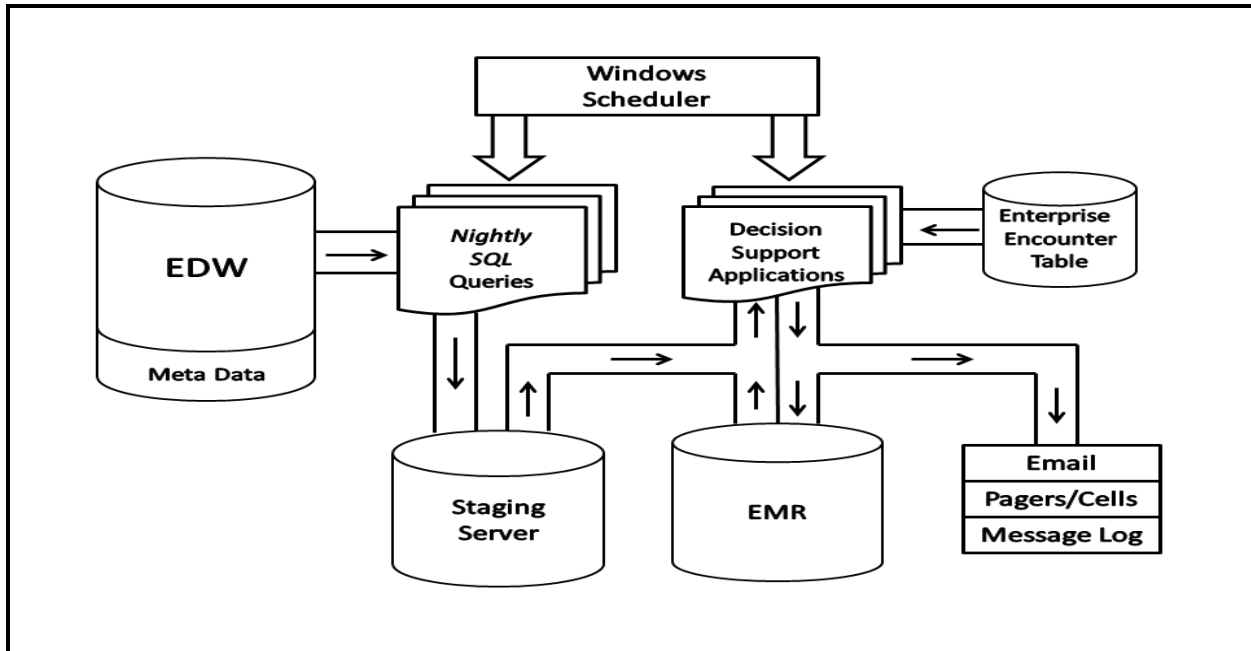 Windows
Scheduler
EDW
Meta Data
Nightly
SQL
Queries
Decision
Support
Applications
Enterprise
Encounter
Table
Staging
Server
EMR
Email
Pagers/Cells
Message Log